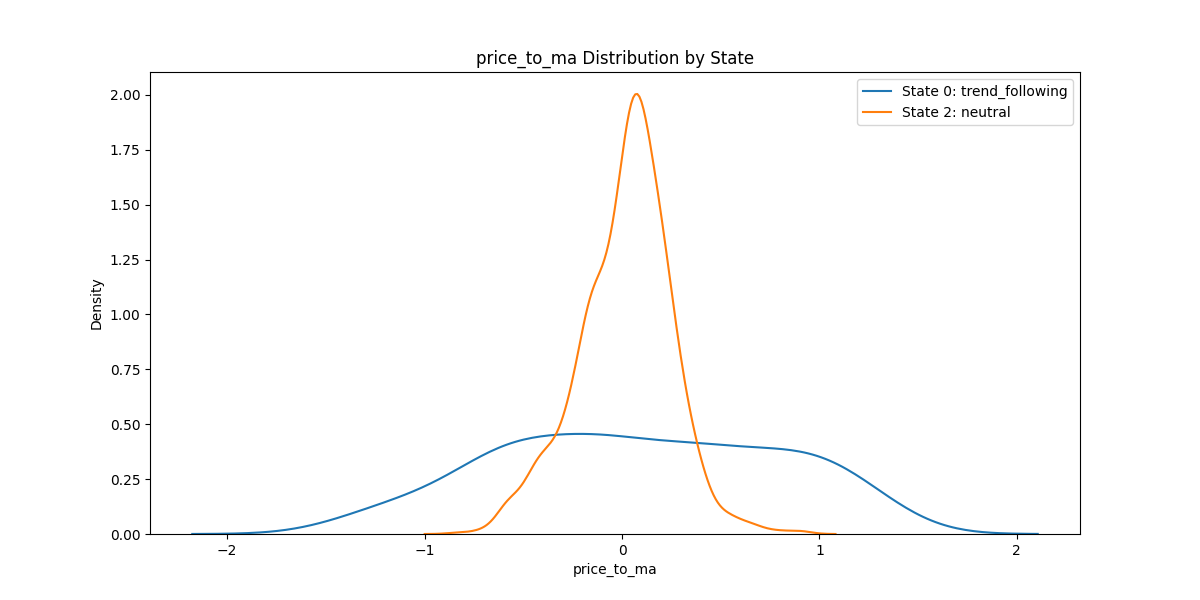 price_to_ma Distribution by State
State 0: trend_following
State 2: neutral
2.00
1.75
1.50
1.25
1.00
0.75
0.50
0.25
0.00
Density
−2
−1
0
1
2
price_to_ma